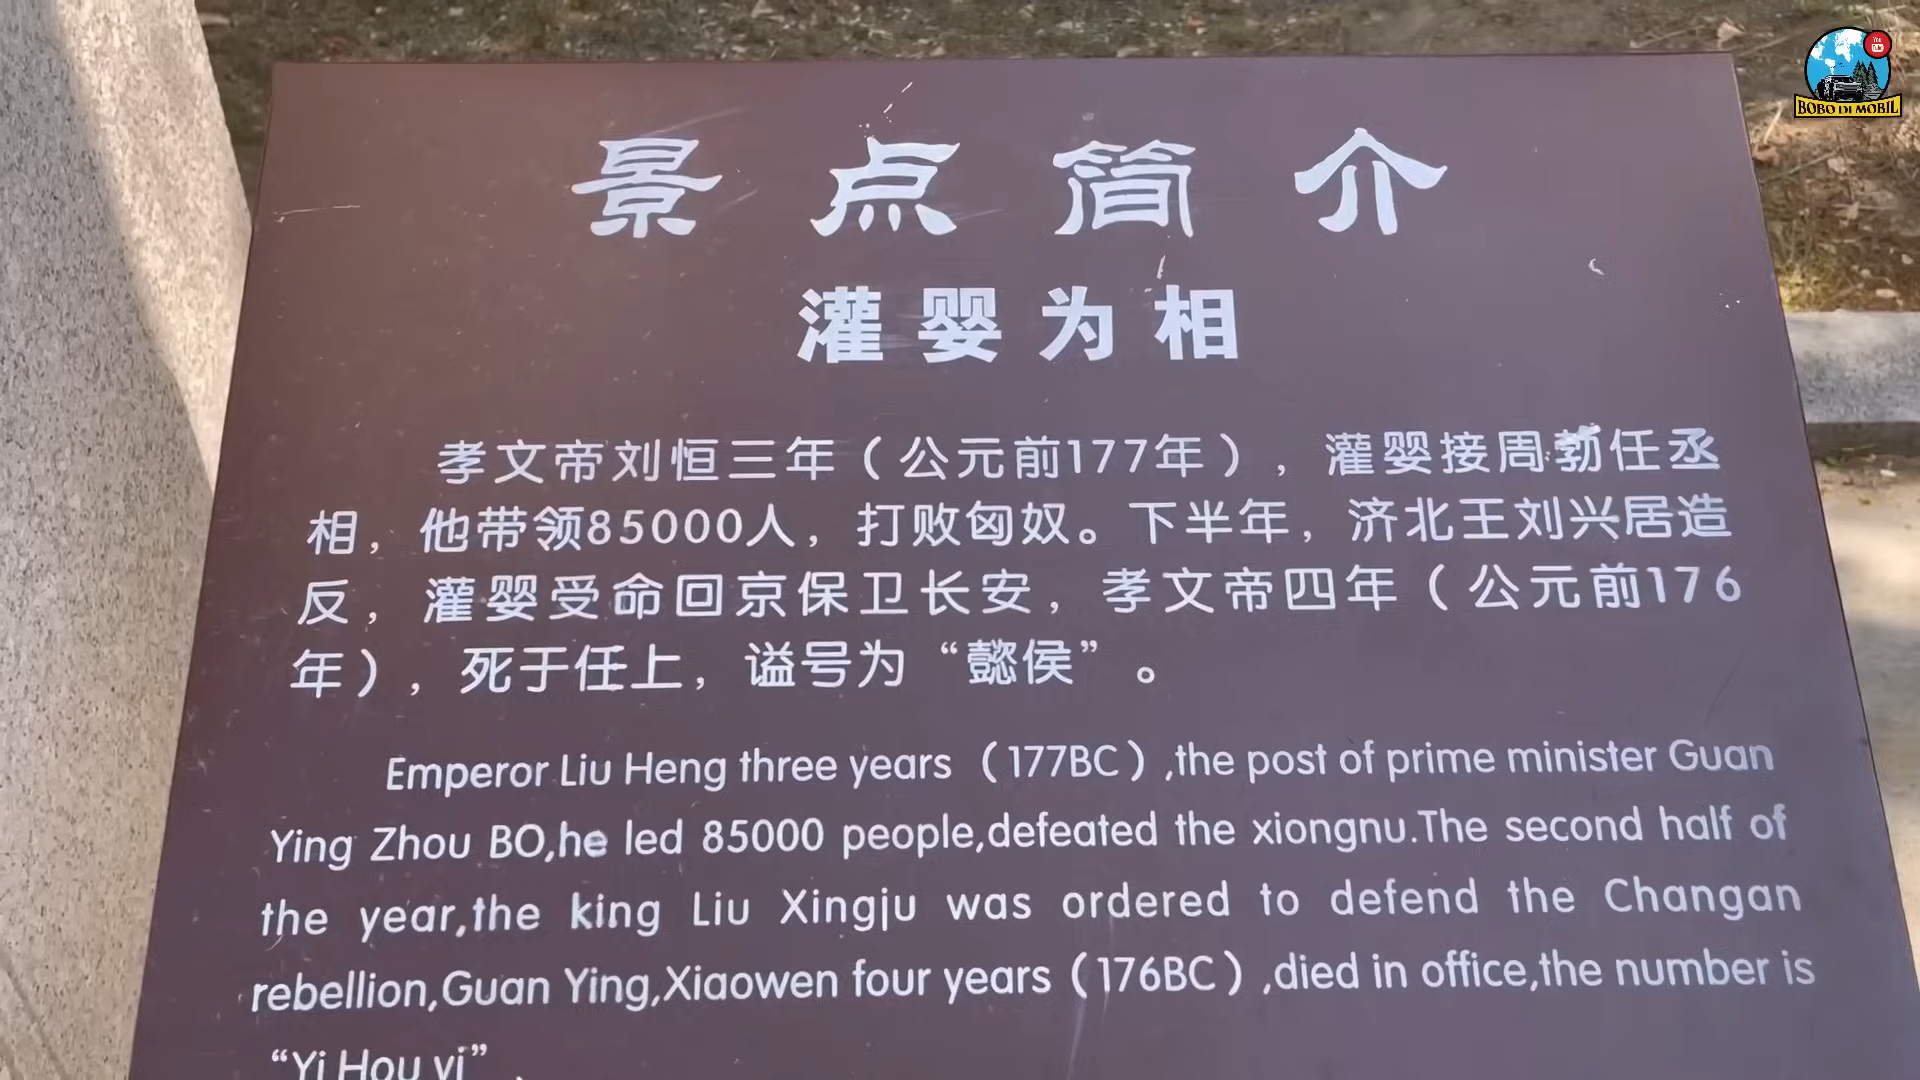 BOBO DI MOBIL
景点简介
灌婴为相
孝文帝刘恒三年（公元前177年），灌婴接周勃任丞
相，他带领85000人，打败匈奴。下半年，济北王刘兴居造
反，灌婴受命回京保卫长安，孝文帝四年（公元前176
年），死于任上，谥号为“懿侯”。
Emperor Liu Heng three years（177BC）,the post of prime minister Guan
Ying Zhou BO,he led 85000 people,defeated the xiongnu.The second half of
the year,the king Liu Xingju was ordered to defend the Changan
rebellion,Guan Ying,Xiaowen four years（176BC）,died in office,the number is
“Yi Hou yi”